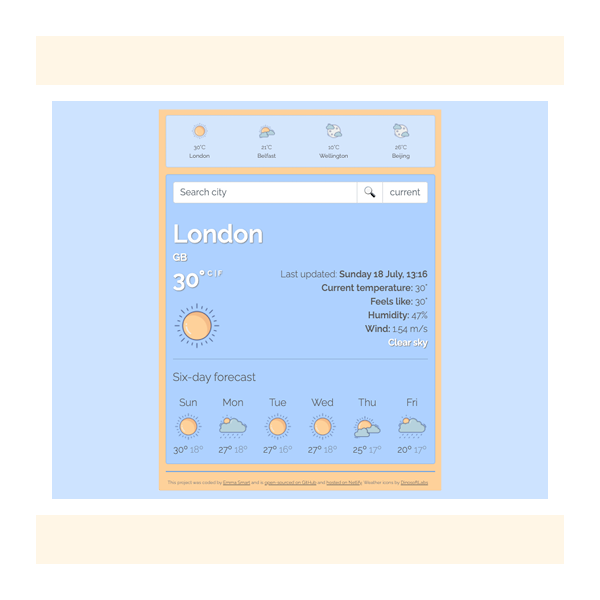 30°C 21°C 10°C 26°C
London Belfast Wellington Beijing
Search city current
London
GB
30° C | F
Last updated: Sunday 18 July, 13:16
Current temperature: 30°
Feels like: 30°
Humidity: 47%
Wind: 1.54 m/s
Clear sky
Six-day forecast
Sun Mon Tue Wed Thu Fri
30° 18° 27° 18° 27° 16° 27° 18° 25° 17° 20° 17°
This project was coded by Emma Smart and is open sourced on GitHub and hosted on Netlify. Weather icons by